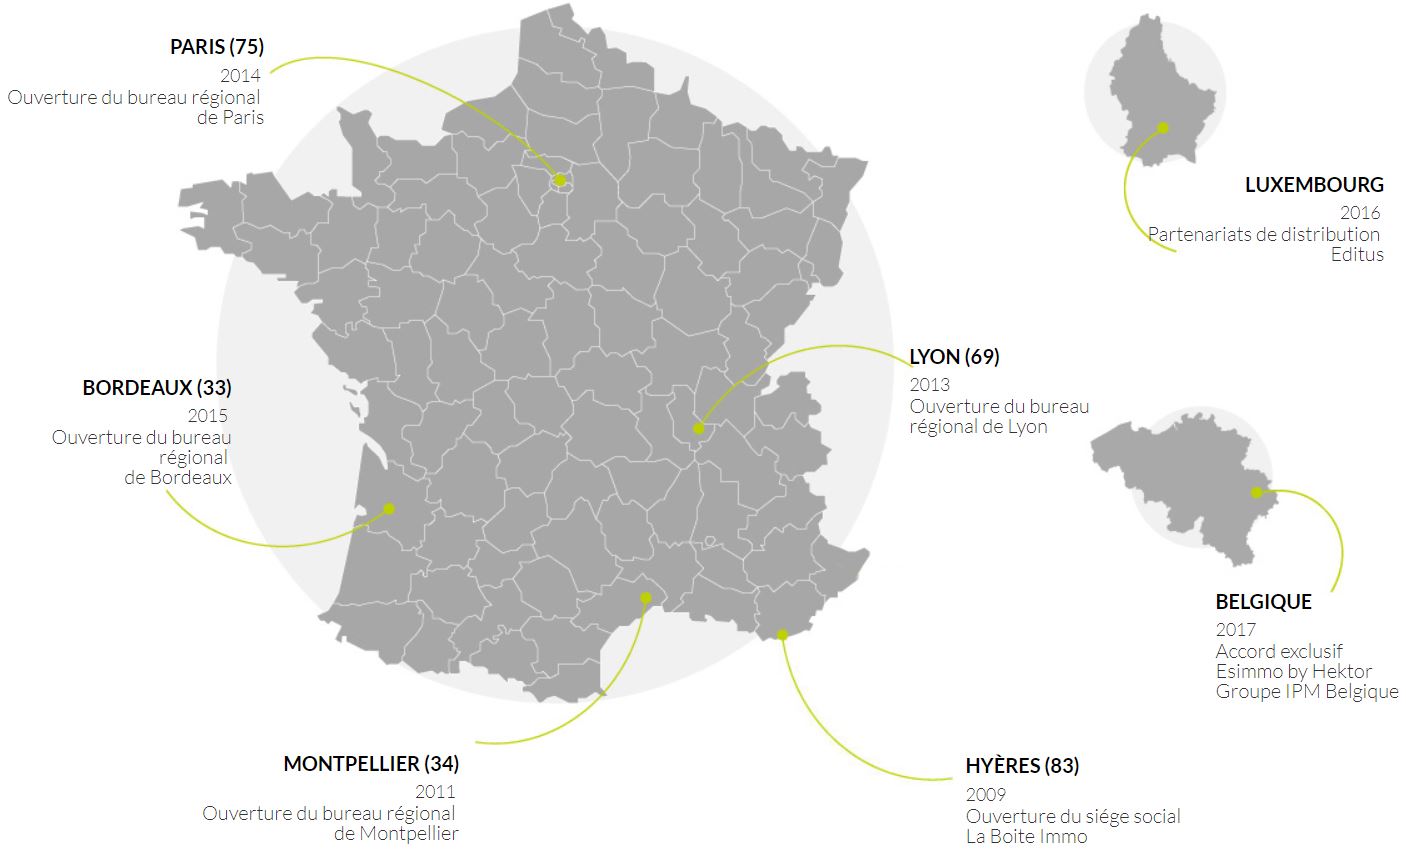 PARIS (75)
2014
Ouverture du bureau régional
de Paris
LUXEMBOURG
2016
Partenariats de distribution
Editus
LYON (69)
2013
Ouverture du bureau
régional de Lyon
BORDEAUX (33)
2015
Ouverture du bureau
régional
de Bordeaux
BELGIQUE
2017
Accord exclusif
Esimmo by Hektor
Groupe IPM Belgique
MONTPELLIER (34)
2011
Ouverture du bureau régional
de Montpellier
HYÈRES (83)
2009
Ouverture du siége social
La Boite Immo